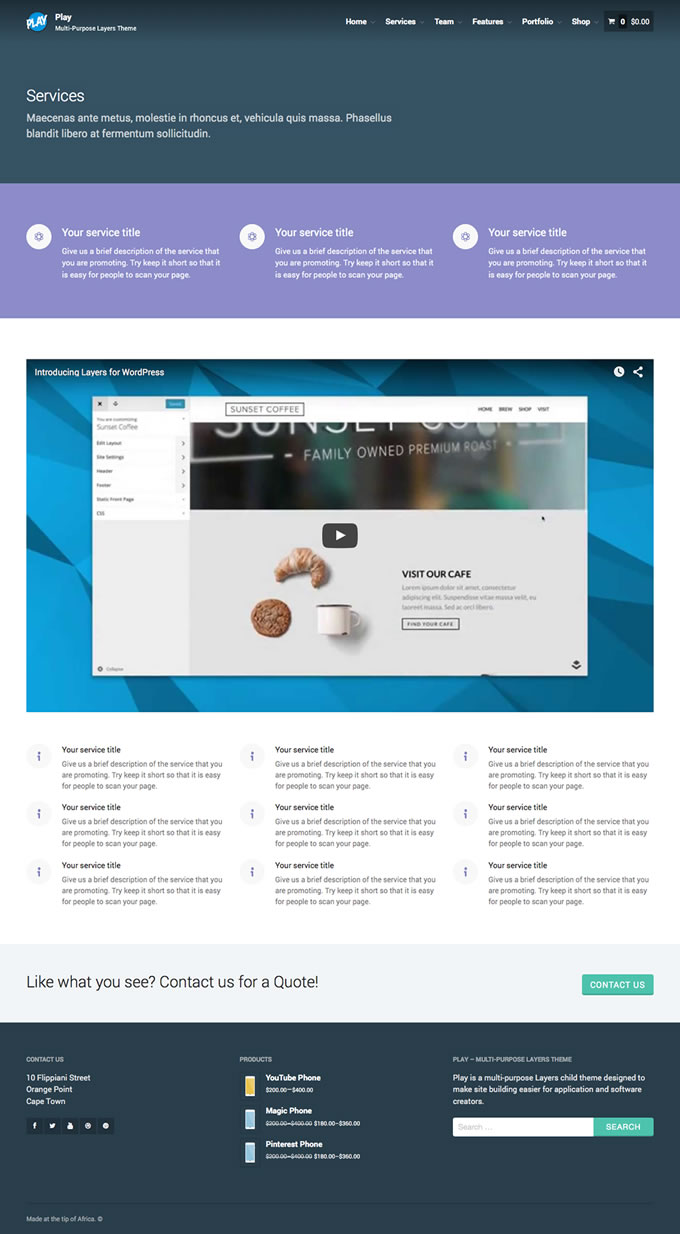 PLAY
Play
Multi-Purpose Layers Theme
Home Services Team Features Portfolio Shop 0 $0.00
Services
Maecenas ante metus, molestie in rhoncus et, vehicula quis massa. Phasellus
blandit libero at fermentum sollicitudin.
Your service title
Give us a brief description of the service that
you are promoting. Try keep it short so that it
is easy for people to scan your page.
Your service title
Give us a brief description of the service that
you are promoting. Try keep it short so that it
is easy for people to scan your page.
Your service title
Give us a brief description of the service that
you are promoting. Try keep it short so that it
is easy for people to scan your page.
Introducing Layers for WordPress
Saved
You are customizing
Sunset Coffee
Edit Layout
Site Settings
Header
Footer
Static Front Page
CSS
Collapse
SUNSET COFFEE
HOME BREW SHOP VISIT
SUNSET COFFEE
- FAMILY OWNED PREMIUM ROAST -
VISIT OUR CAFE
Lorem ipsum dolor sit amet, consectetur
adipiscing elit. Suspendisse vitae massa velit, eu
laoreet massa. Sed ac orci libero.
FIND YOUR CAFE
Your service title
Give us a brief description of the service that you
are promoting. Try keep it short so that it is easy
for people to scan your page.
Your service title
Give us a brief description of the service that you
are promoting. Try keep it short so that it is easy
for people to scan your page.
Your service title
Give us a brief description of the service that you
are promoting. Try keep it short so that it is easy
for people to scan your page.
Your service title
Give us a brief description of the service that you
are promoting. Try keep it short so that it is easy
for people to scan your page.
Your service title
Give us a brief description of the service that you
are promoting. Try keep it short so that it is easy
for people to scan your page.
Your service title
Give us a brief description of the service that you
are promoting. Try keep it short so that it is easy
for people to scan your page.
Your service title
Give us a brief description of the service that you
are promoting. Try keep it short so that it is easy
for people to scan your page.
Your service title
Give us a brief description of the service that you
are promoting. Try keep it short so that it is easy
for people to scan your page.
Your service title
Give us a brief description of the service that you
are promoting. Try keep it short so that it is easy
for people to scan your page.
Like what you see? Contact us for a Quote!
CONTACT US
CONTACT US
10 Flippiani Street
Orange Point
Cape Town
PRODUCTS
YouTube Phone
$200.00–$400.00
Magic Phone
$200.00–$400.00 $180.00–$360.00
Pinterest Phone
$200.00–$400.00 $180.00–$360.00
PLAY – MULTI-PURPOSE LAYERS THEME
Play is a multi-purpose Layers child theme designed to
make site building easier for application and software
creators.
Search ...
SEARCH
Made at the tip of Africa. ©